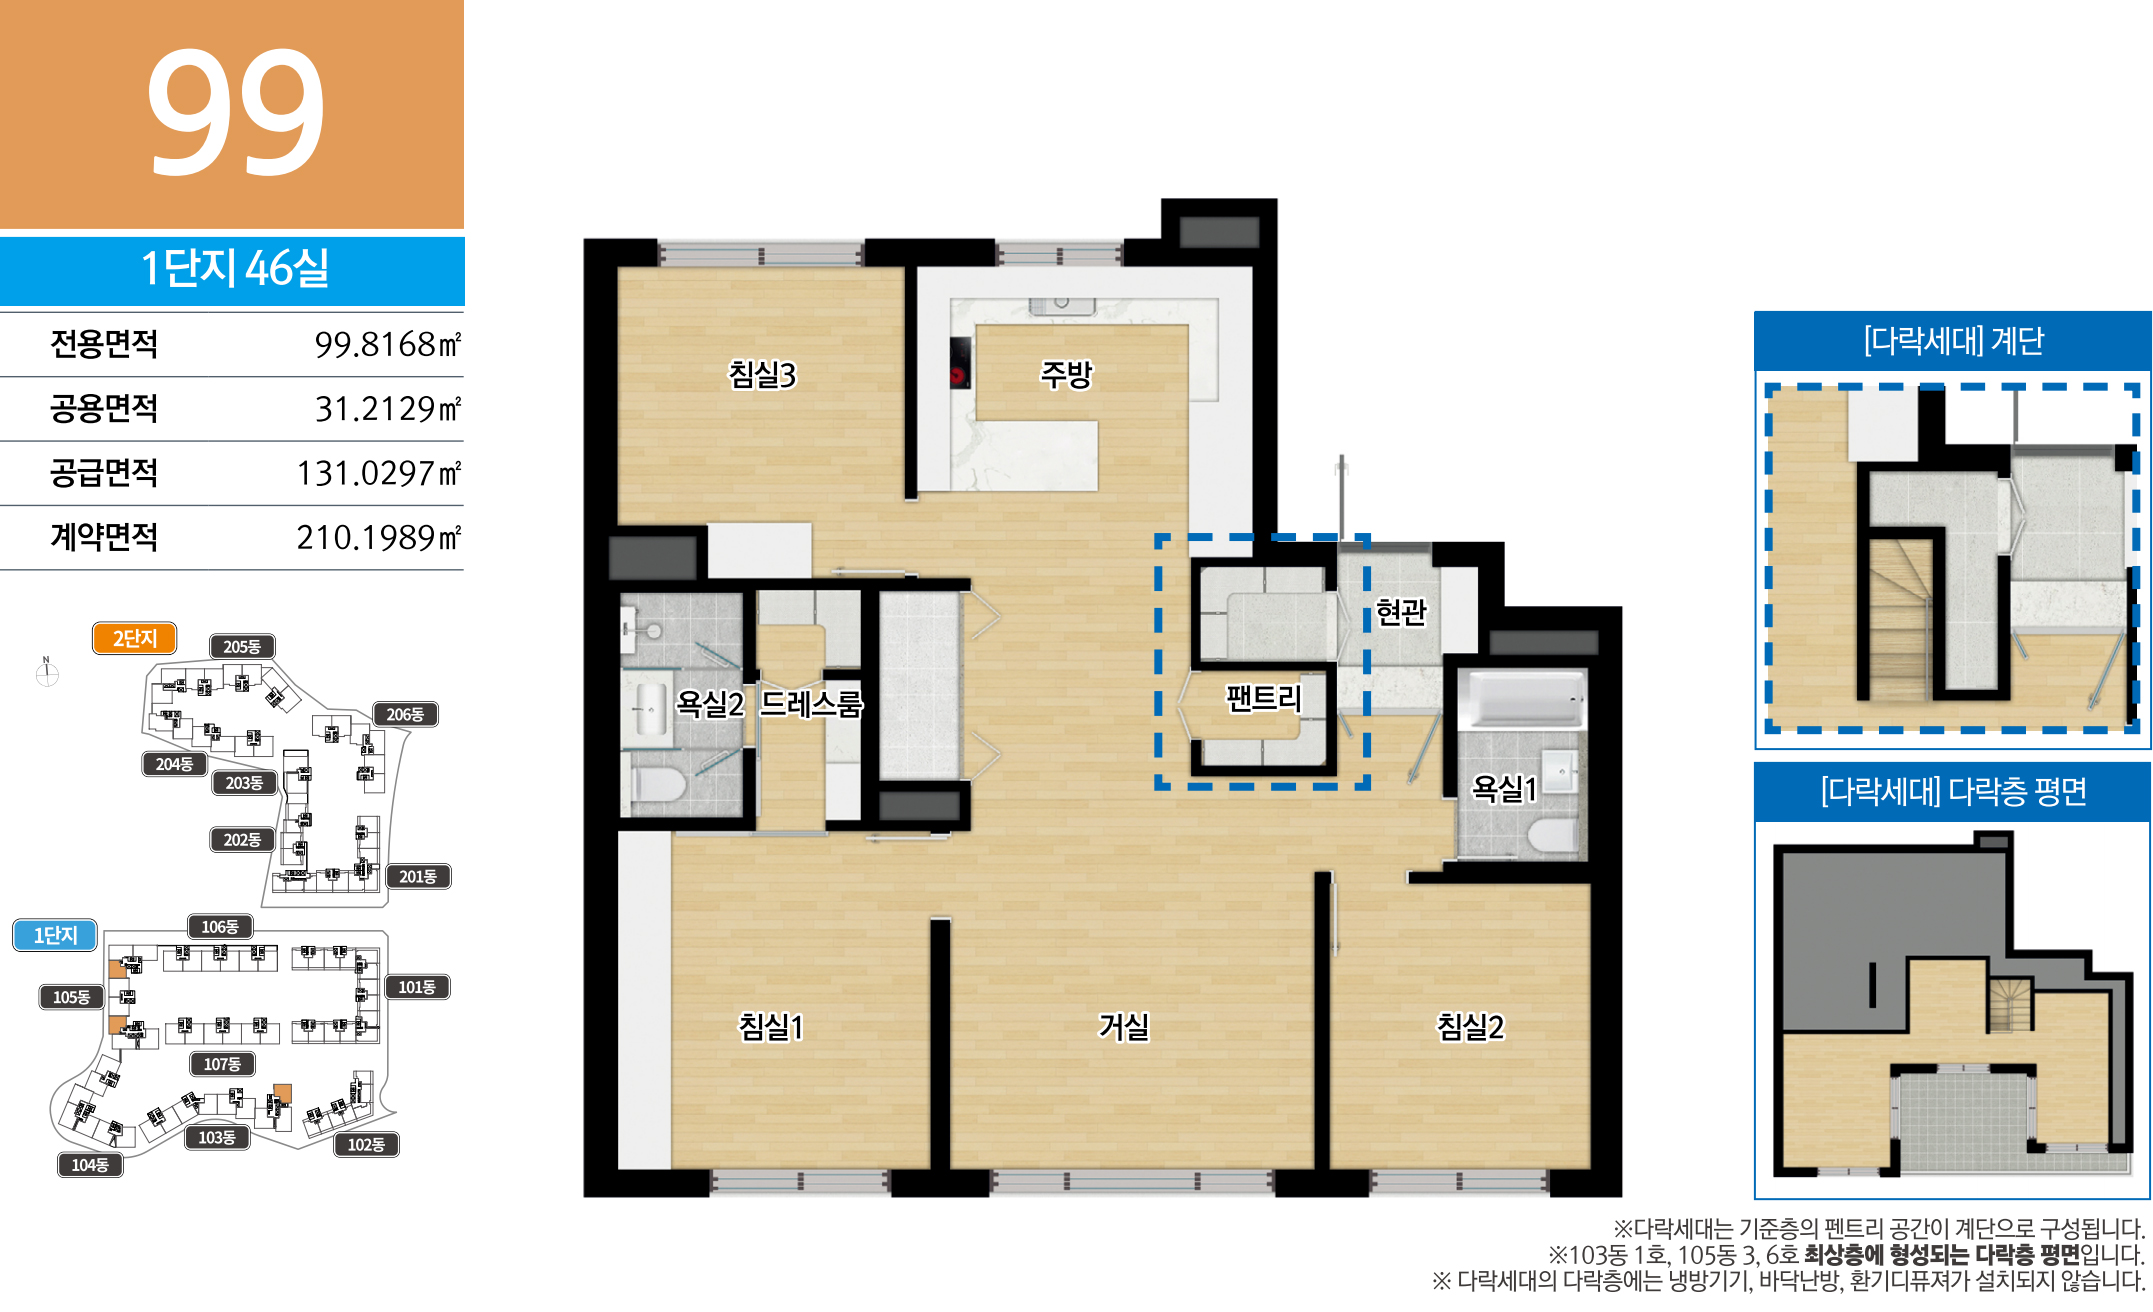 99
1단지 46실
전용면적 99.8168㎡
공용면적 31.2129㎡
공급면적 131.0297㎡
계약면적 210.1989㎡
N
2단지
205동
206동
204동
203동
202동
201동
1단지
106동
105동
101동
107동
103동
102동
104동
침실3
주방
현관
욕실2
드레스룸
팬트리
욕실1
침실1
거실
침실2
[다락세대] 계단
[다락세대] 다락층 평면
※다락세대는 기준층의 펜트리 공간이 계단으로 구성됩니다.
※103동 1호, 105동 3, 6호 최상층에 형성되는 다락층 평면입니다.
※ 다락세대의 다락층에는 냉방기기, 바닥난방, 환기디퓨져가 설치되지 않습니다.